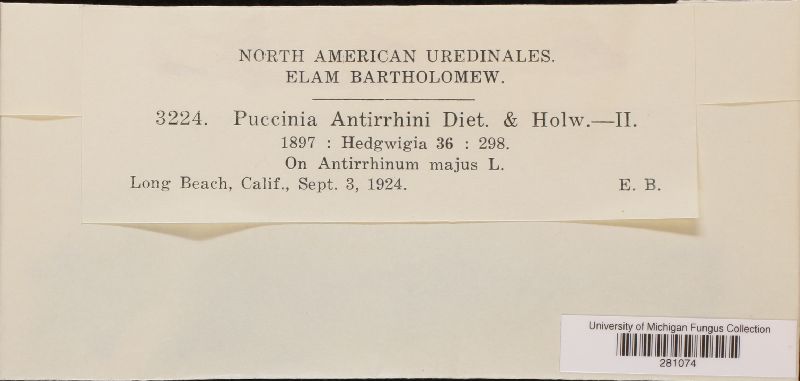 NORTH AMERICAN UREDINALES.
ELAM BARTHOLOMEW.
3224. Puccinia Antirrhini Diet. & Holw.—II.
1897 : Hedgwigia 36 : 298.
On Antirrhinum majus L.
Long Beach, Calif., Sept. 3, 1924. E. B.
University of Michigan Fungus Collection
281074